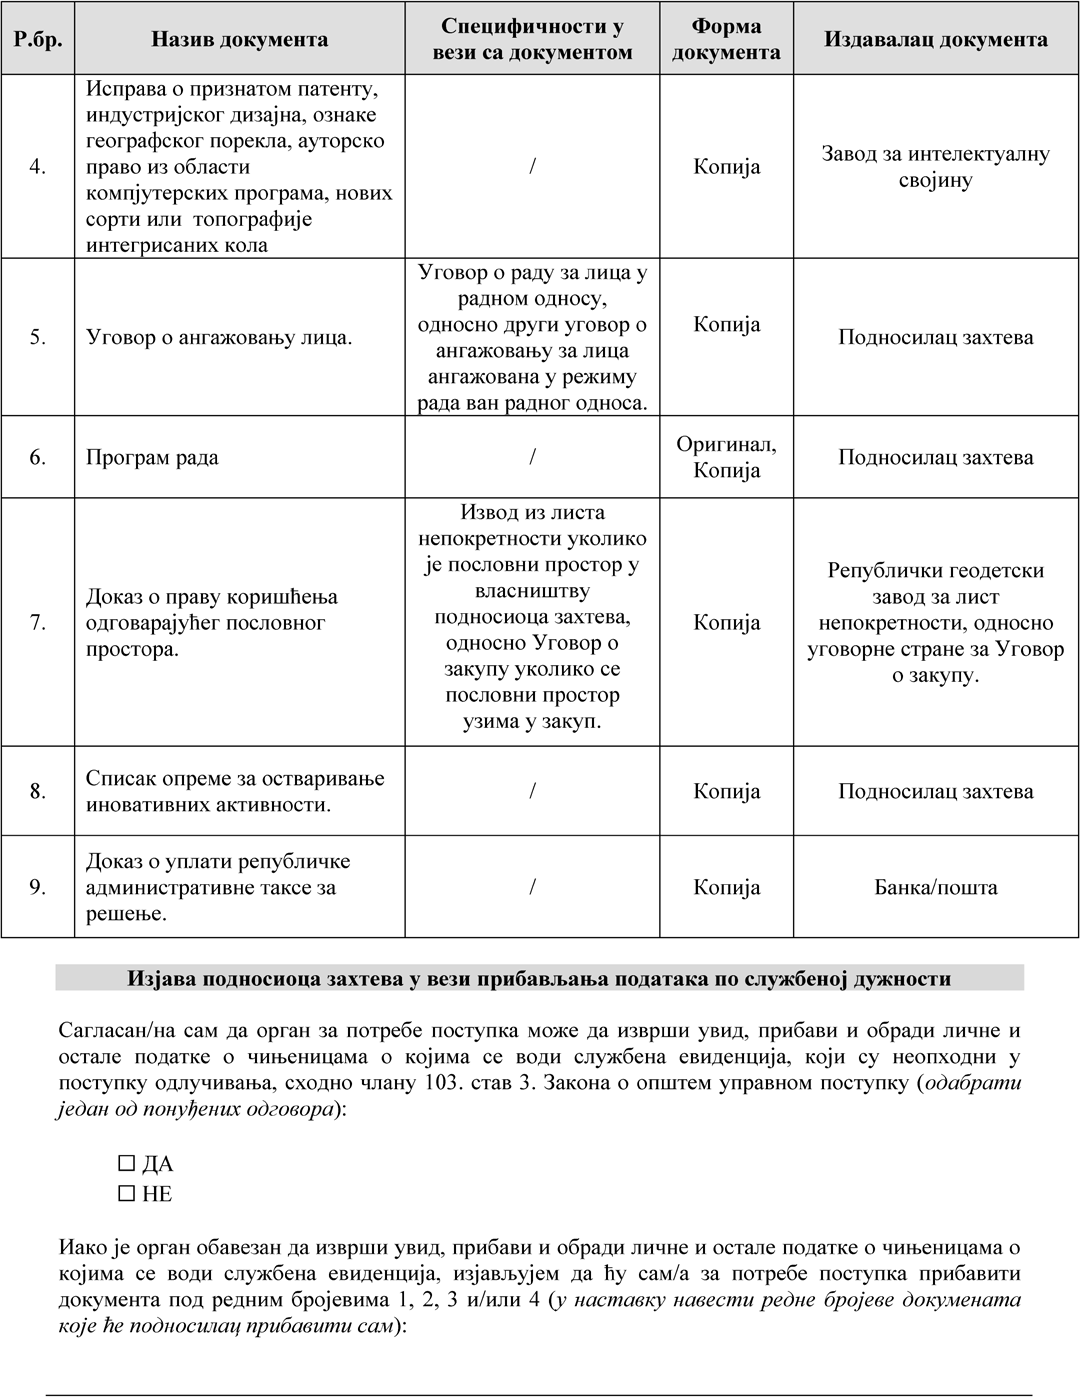 Р.бр.
Назив документа
Специфичности у
вези са документом
Форма
документа
Издавалац документа
4.
Исправа о признатом патенту,
индустријског дизајна, ознаке
географског порекла, ауторско
право из области
компјутерских програма, нових
сорти или топографије
интегрисаних кола
/
Копија
Завод за интелектуалну
својину
5.
Уговор о ангажовању лица.
Уговор о раду за лица у
радном односу,
односно други уговор о
ангажовању за лица
ангажована у режиму
рада ван радног односа.
Копија
Подносилац захтева
6.
Програм рада
/
Оригинал,
Копија
Подносилац захтева
7.
Доказ о праву коришћења
одговарајућег пословног
простора.
Извод из листа
непокретности уколико
је пословни простор у
власништву
подносиоца захтева,
односно Уговор о
закупу уколико се
пословни простор
узима у закуп.
Копија
Републички геодетски
завод за лист
непокретности, односно
уговорне стране за Уговор
о закупу.
8.
Списак опреме за остваривање
иновативних активности.
/
Копија
Подносилац захтева
9.
Доказ о уплати републичке
административне таксе за
решење.
/
Копија
Банка/пошта
Изјава подносиоца захтева у вези прибављања података по службеној дужности
Сагласан/на сам да орган за потребе поступка може да изврши увид, прибави и обради личне и
остале податке о чињеницама о којима се води службена евиденција, који су неопходни у
поступку одлучивања, сходно члану 103. став 3. Закона о општем управном поступку (одабрати
један од понуђених одговора):
☐ ДА
☐ НЕ
Иако је орган обавезан да изврши увид, прибави и обради личне и остале податке о чињеницама о
којима се води службена евиденција, изјављујем да ћу сам/а за потребе поступка прибавити
документа под редним бројевима 1, 2, 3 и/или 4 (у наставку навести редне бројеве докумената
које ће подносилац прибавити сам):